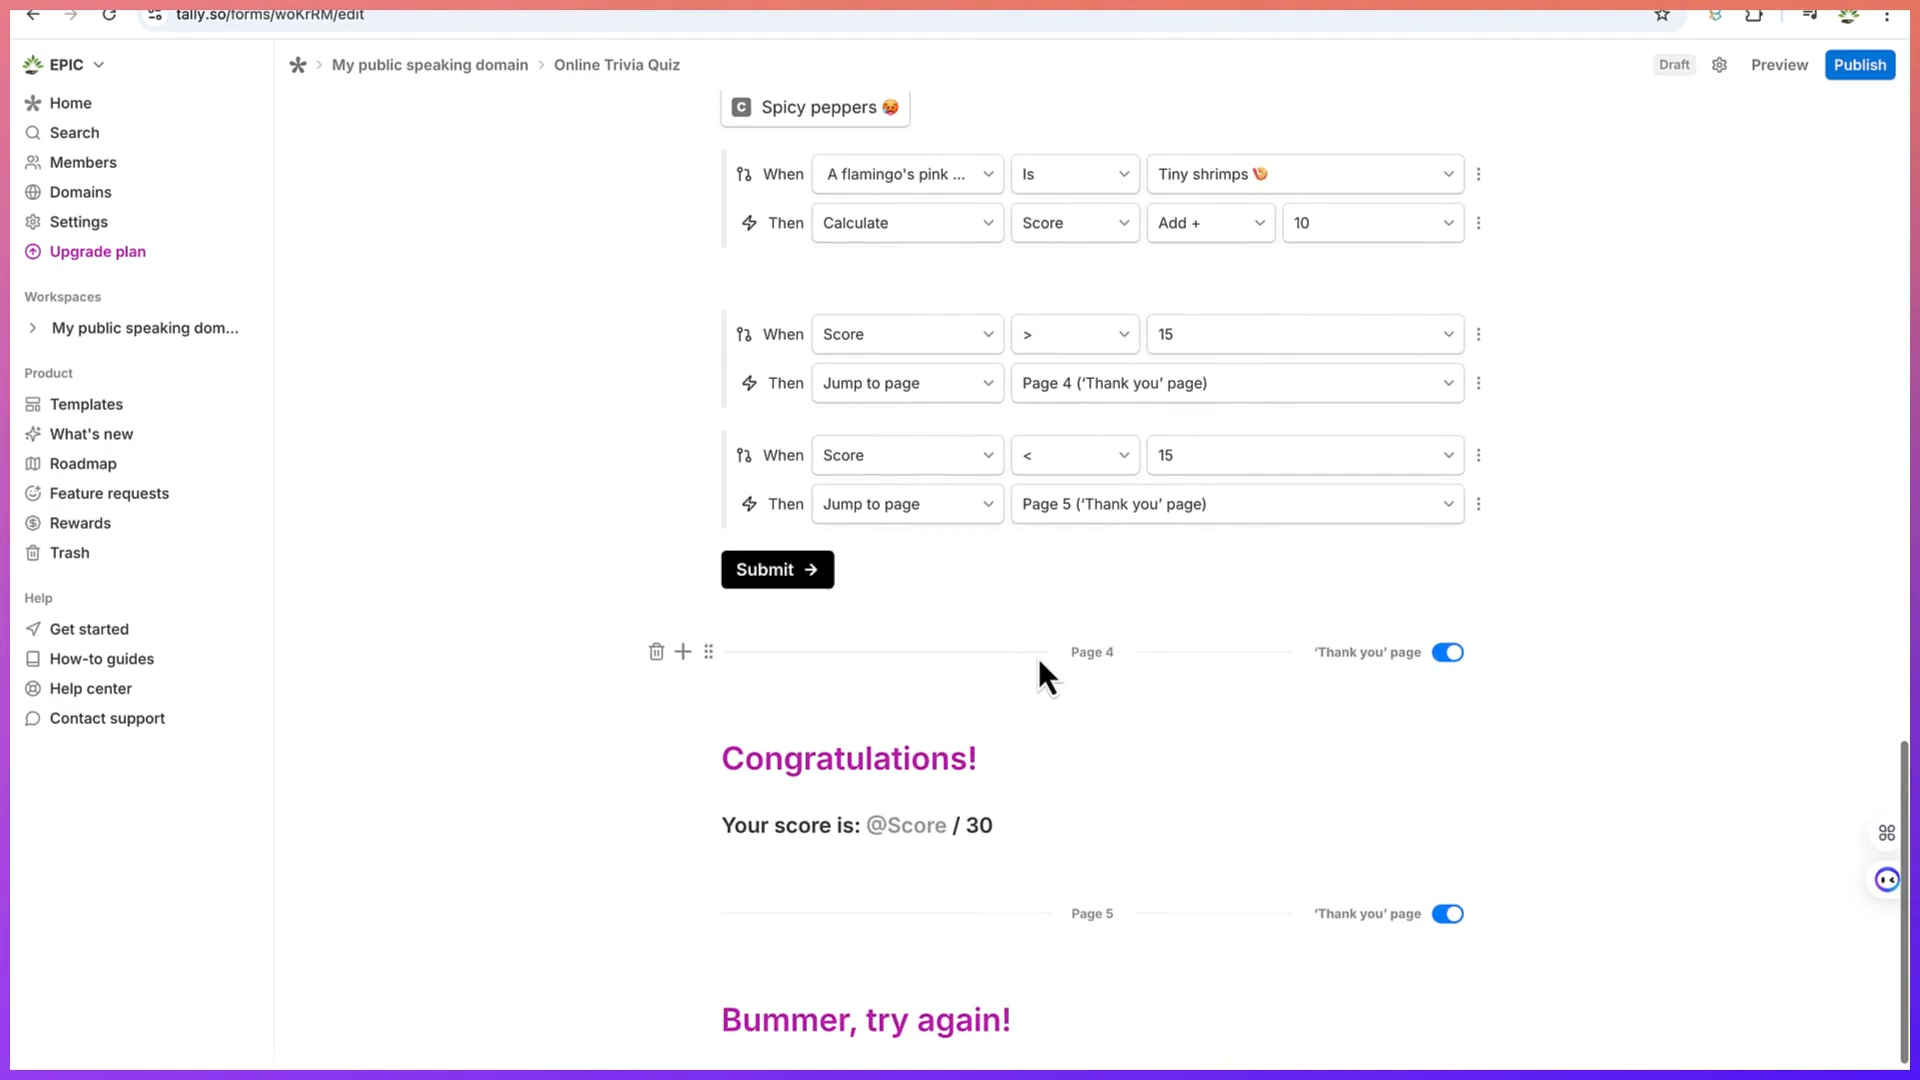 tally.so/forms/woKrRM/edit
EPIC
My public speaking domain
Online Trivia Quiz
Draft
Preview
Publish
Home
Search
Members
Domains
Settings
Upgrade plan
Workspaces
My public speaking dom...
Product
Templates
What's new
Roadmap
Feature requests
Rewards
Trash
Help
Get started
How-to guides
Help center
Contact support
C Spicy peppers 🥵
When A flamingo's pink ... Is Tiny shrimps 🍤
Then Calculate Score Add + 10
When Score > 15
Then Jump to page Page 4 (‘Thank you’ page)
When Score < 15
Then Jump to page Page 5 (‘Thank you’ page)
Submit →
Page 4 ‘Thank you’ page
Congratulations!
Your score is: @Score / 30
Page 5 ‘Thank you’ page
Bummer, try again!